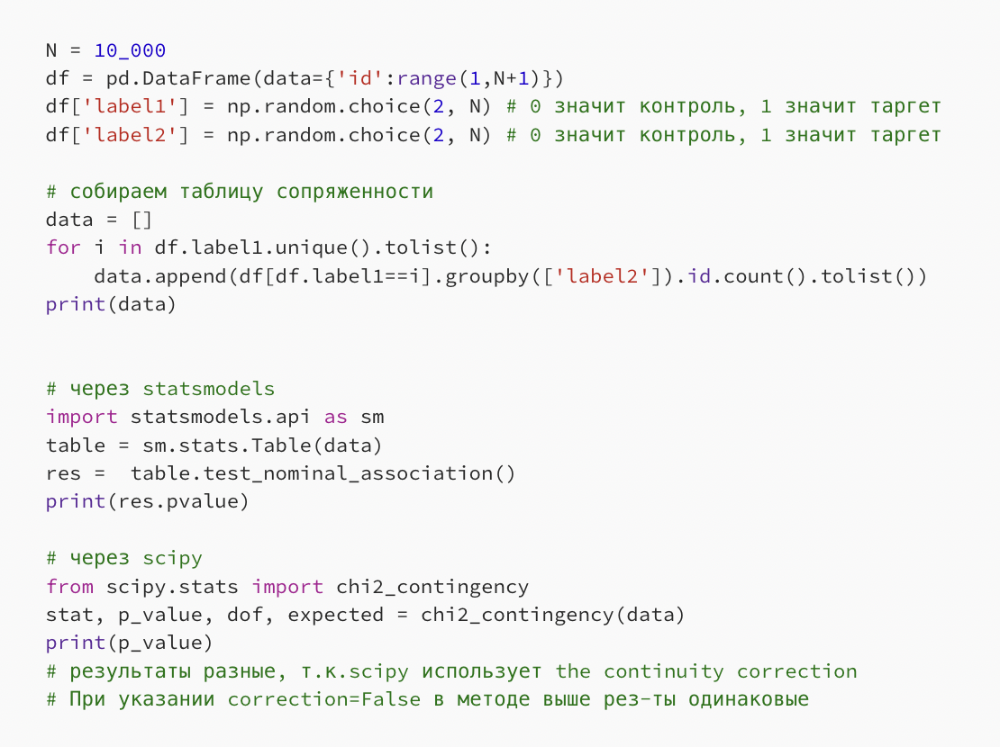 N = 10_000
df = pd.DataFrame(data={'id':range(1,N+1)})
df['label1'] = np.random.choice(2, N) # 0 значит контроль, 1 значит таргет
df['label2'] = np.random.choice(2, N) # 0 значит контроль, 1 значит таргет
# собираем таблицу сопряженности
data = []
for i in df.label1.unique().tolist():
    data.append(df[df.label1==i].groupby(['label2']).id.count().tolist())
print(data)
# через statsmodels
import statsmodels.api as sm
table = sm.stats.Table(data)
res =  table.test_nominal_association()
print(res.pvalue)
# через scipy
from scipy.stats import chi2_contingency
stat, p_value, dof, expected = chi2_contingency(data)
print(p_value)
# результаты разные, т.к.scipy использует the continuity correction
# При указании correction=False в методе выше рез-ты одинаковые